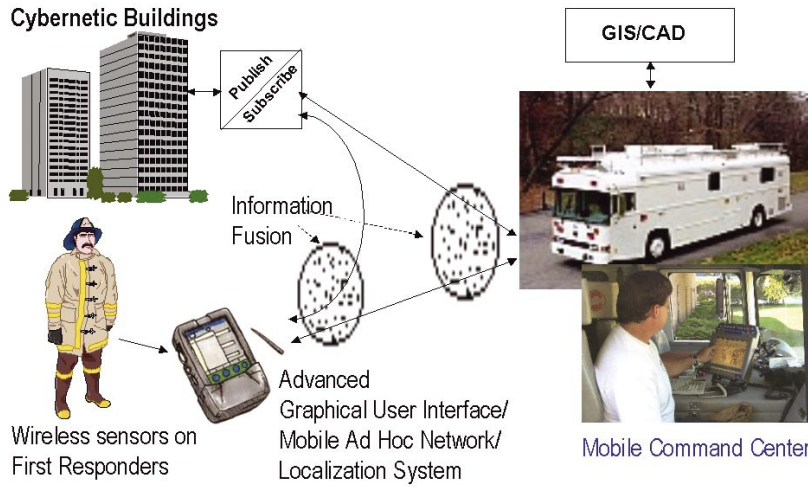 Cybernetic Buildings
GIS/CAD
Publish
Subscribe
Information
Fusion
Advanced
Graphical User Interface/
Mobile Ad Hoc Network/
Localization System
Wireless sensors on
First Responders
Mobile Command Center